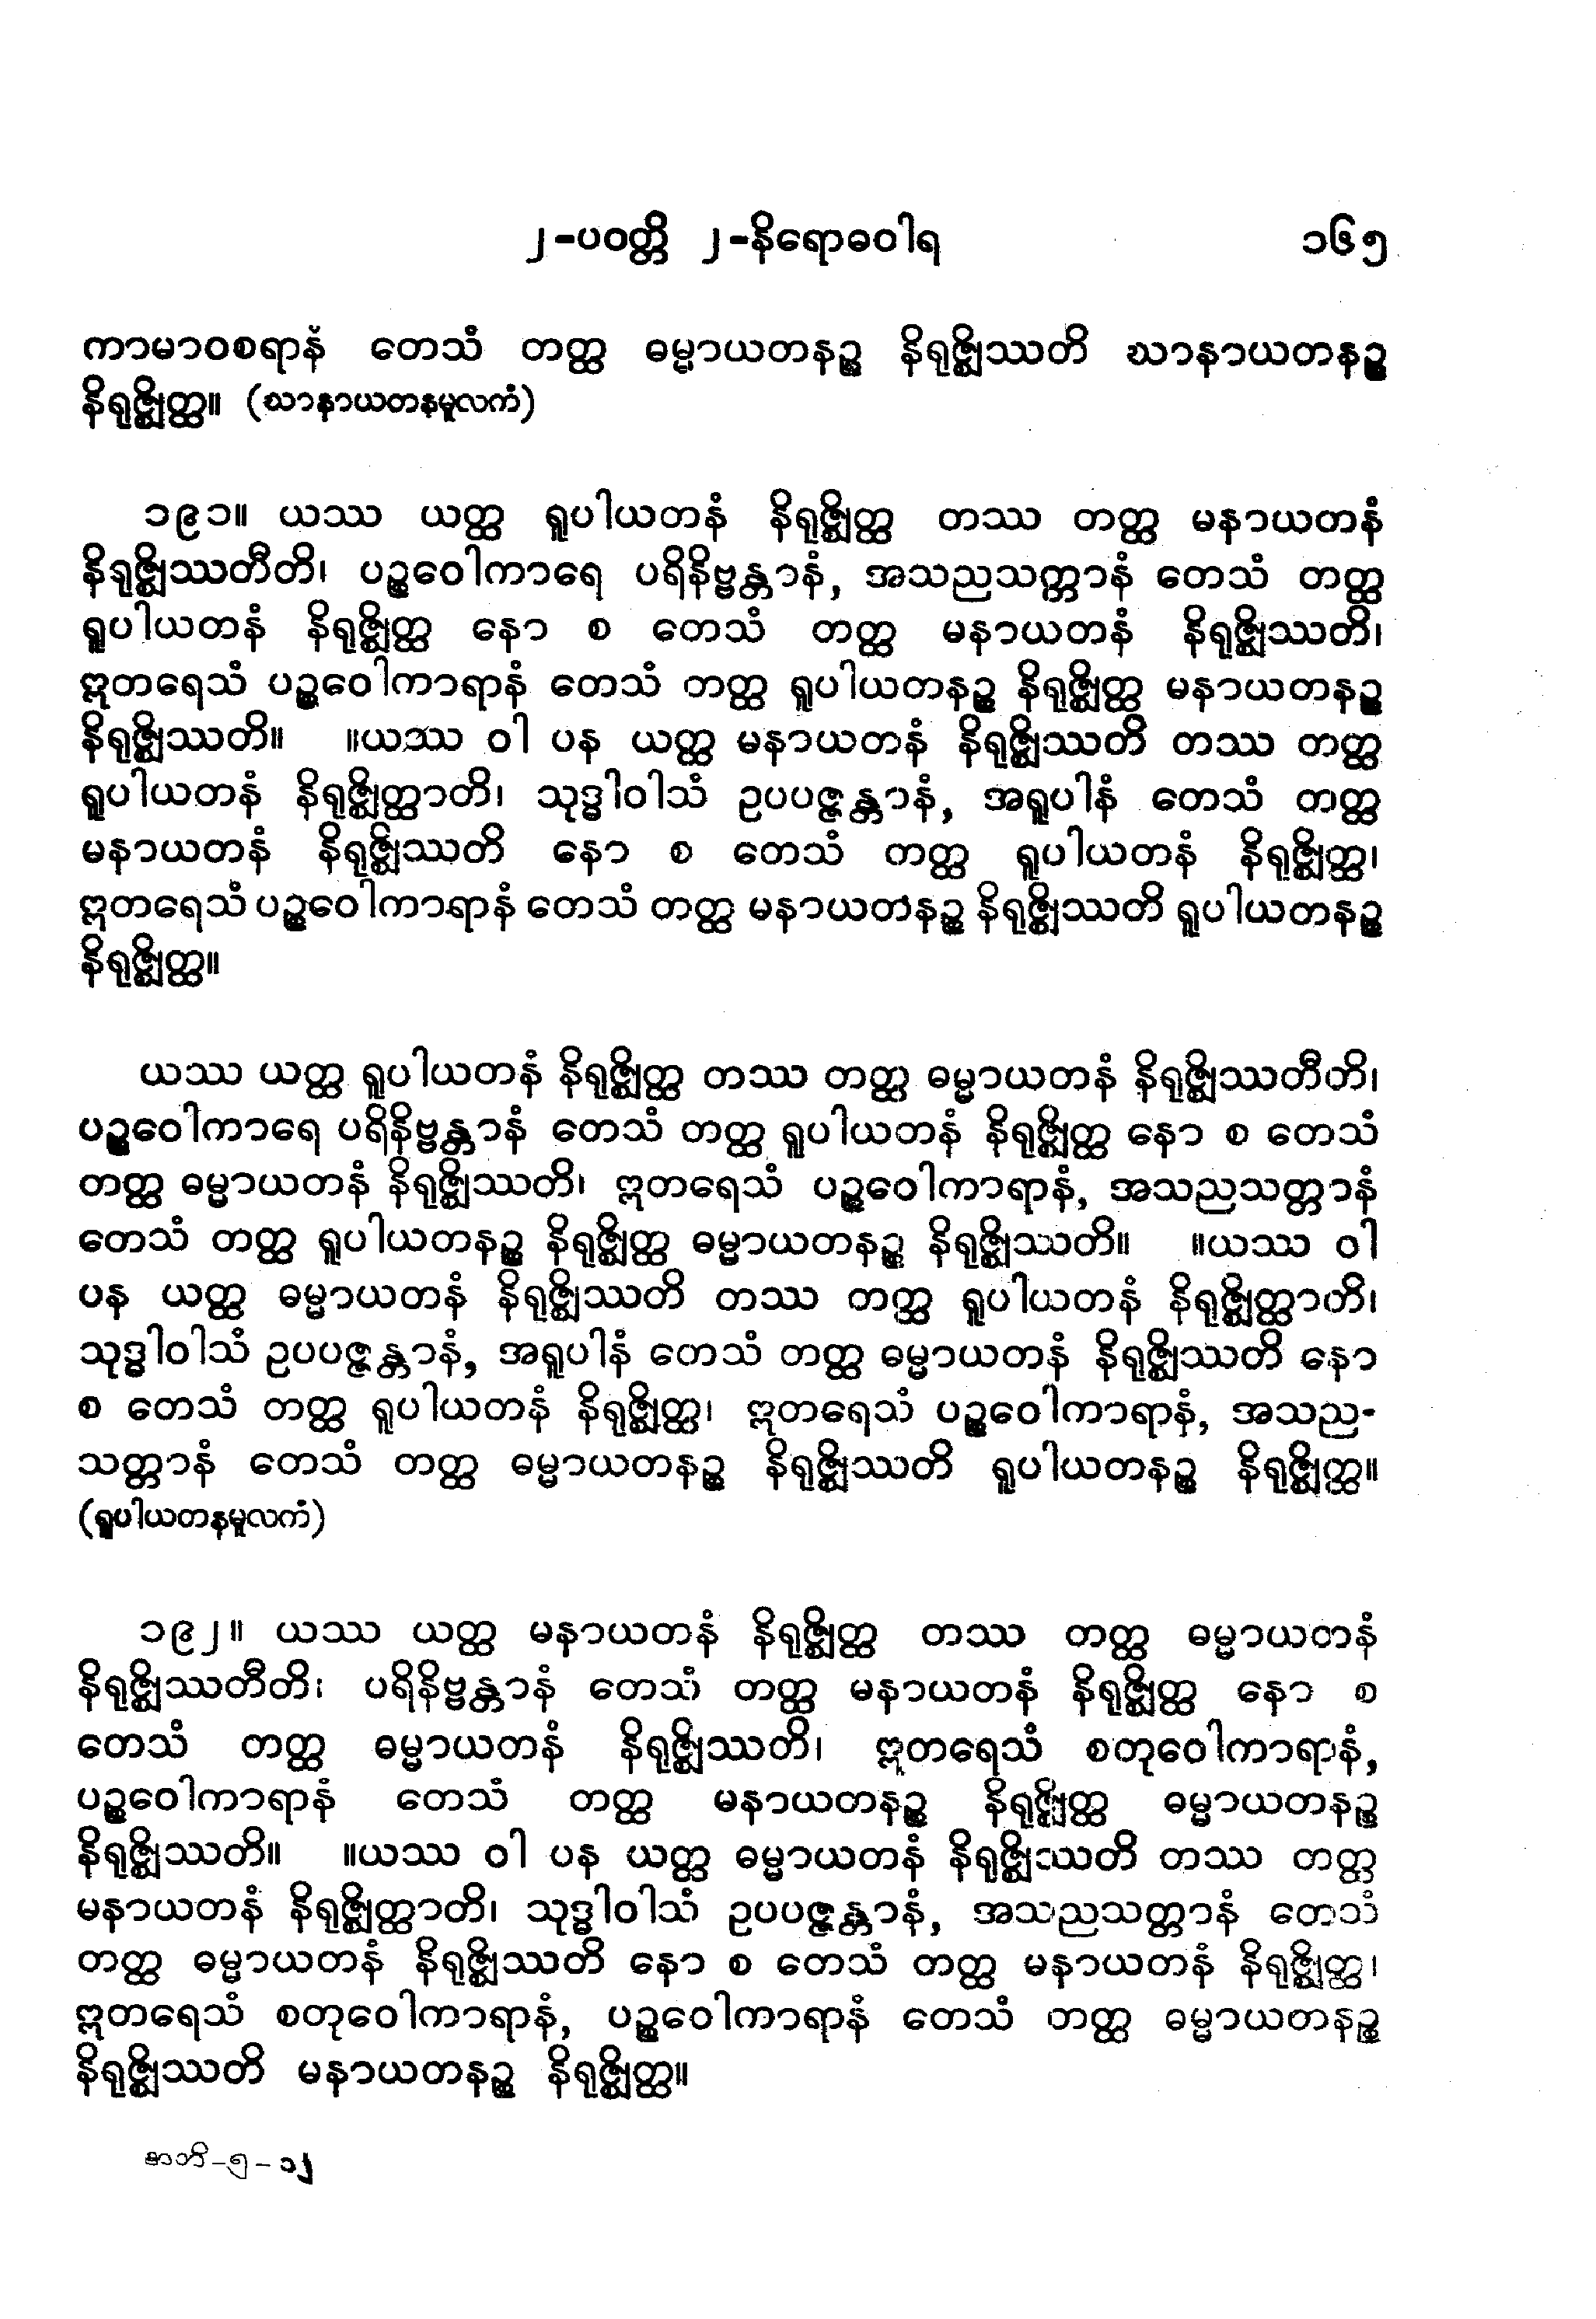 ၂-ပဝတ္တိ ၂-နိရောဓဝါရ ၁၆၅
ကာမာဝစရာနံ တေသံ တတ္ထ ဓမ္မာယတနဉ္စ နိရုဇ္ဈိဿတိ ဃာနာယတနဉ္စ
နိရုဇ္ဈိတ္ထ။ (ဃာနာယတနမူလကံ)
၁၉၁။ ယဿ ယတ္ထ ရူပါယတနံ နိရုဇ္ဈိတ္ထ တဿ တတ္ထ မနာယတနံ
နိရုဇ္ဈိဿတီတိ၊ ပဉ္စဝေါကာရေ ပရိနိဗ္ဗန္တာနံ, အသညသတ္တာနံ တေသံ တတ္ထ
ရူပါယတနံ နိရုဇ္ဈိတ္ထ နော စ တေသံ တတ္ထ မနာယတနံ နိရုဇ္ဈိဿတိ၊
ဣတရေသံ ပဉ္စဝေါကာရာနံ တေသံ တတ္ထ ရူပါယတနဉ္စ နိရုဇ္ဈိတ္ထ မနာယတနဉ္စ
နိရုဇ္ဈိဿတိ။ ။ယဿ ဝါ ပန ယတ္ထ မနာယတနံ နိရုဇ္ဈိဿတိ တဿ တတ္ထ
ရူပါယတနံ နိရုဇ္ဈိတ္ထာတိ၊ သုဒ္ဓါဝါသံ ဥပပဇ္ဇန္တာနံ, အရူပါနံ တေသံ တတ္ထ
မနာယတနံ နိရုဇ္ဈိဿတိ နော စ တေသံ တတ္ထ ရူပါယတနံ နိရုဇ္ဈိတ္ထ၊
ဣတရေသံ ပဉ္စဝေါကာရာနံ တေသံ တတ္ထ မနာယတနဉ္စ နိရုဇ္ဈိဿတိ ရူပါယတနဉ္စ
နိရုဇ္ဈိတ္ထ။
ယဿ ယတ္ထ ရူပါယတနံ နိရုဇ္ဈိတ္ထ တဿ တတ္ထ ဓမ္မာယတနံ နိရုဇ္ဈိဿတီတိ၊
ပဉ္စဝေါကာရေ ပရိနိဗ္ဗန္တာနံ တေသံ တတ္ထ ရူပါယတနံ နိရုဇ္ဈိတ္ထ နော စ တေသံ
တတ္ထ ဓမ္မာယတနံ နိရုဇ္ဈိဿတိ၊ ဣတရေသံ ပဉ္စဝေါကာရာနံ, အသညသတ္တာနံ
တေသံ တတ္ထ ရူပါယတနဉ္စ နိရုဇ္ဈိတ္ထ ဓမ္မာယတနဉ္စ နိရုဇ္ဈိဿတိ။ ။ယဿ ဝါ
ပန ယတ္ထ ဓမ္မာယတနံ နိရုဇ္ဈိဿတိ တဿ တတ္ထ ရူပါယတနံ နိရုဇ္ဈိတ္ထာတိ၊
သုဒ္ဓါဝါသံ ဥပပဇ္ဇန္တာနံ, အရူပါနံ တေသံ တတ္ထ ဓမ္မာယတနံ နိရုဇ္ဈိဿတိ နော
စ တေသံ တတ္ထ ရူပါယတနံ နိရုဇ္ဈိတ္ထ၊ ဣတရေသံ ပဉ္စဝေါကာရာနံ, အသည-
သတ္တာနံ တေသံ တတ္ထ ဓမ္မာယတနဉ္စ နိရုဇ္ဈိဿတိ ရူပါယတနဉ္စ နိရုဇ္ဈိတ္ထ။
(ရူပါယတနမူလကံ)
၁၉၂။ ယဿ ယတ္ထ မနာယတနံ နိရုဇ္ဈိတ္ထ တဿ တတ္ထ ဓမ္မာယတနံ
နိရုဇ္ဈိဿတီတိ၊ ပရိနိဗ္ဗန္တာနံ တေသံ တတ္ထ မနာယတနံ နိရုဇ္ဈိတ္ထ နော စ
တေသံ တတ္ထ ဓမ္မာယတနံ နိရုဇ္ဈိဿတိ၊ ဣတရေသံ စတုဝေါကာရာနံ,
ပဉ္စဝေါကာရာနံ တေသံ တတ္ထ မနာယတနဉ္စ နိရုဇ္ဈိတ္ထ ဓမ္မာယတနဉ္စ
နိရုဇ္ဈိဿတိ။ ။ယဿ ဝါ ပန ယတ္ထ ဓမ္မာယတနံ နိရုဇ္ဈိဿတိ တဿ တတ္ထ
မနာယတနံ နိရုဇ္ဈိတ္ထာတိ၊ သုဒ္ဓါဝါသံ ဥပပဇ္ဇန္တာနံ, အသညသတ္တာနံ တေသံ
တတ္ထ ဓမ္မာယတနံ နိရုဇ္ဈိဿတိ နော စ တေသံ တတ္ထ မနာယတနံ နိရုဇ္ဈိတ္ထ၊
ဣတရေသံ စတုဝေါကာရာနံ, ပဉ္စဝေါကာရာနံ တေသံ တတ္ထ ဓမ္မာယတနဉ္စ
နိရုဇ္ဈိဿတိ မနာယတနဉ္စ နိရုဇ္ဈိတ္ထ။
၅-၁၂